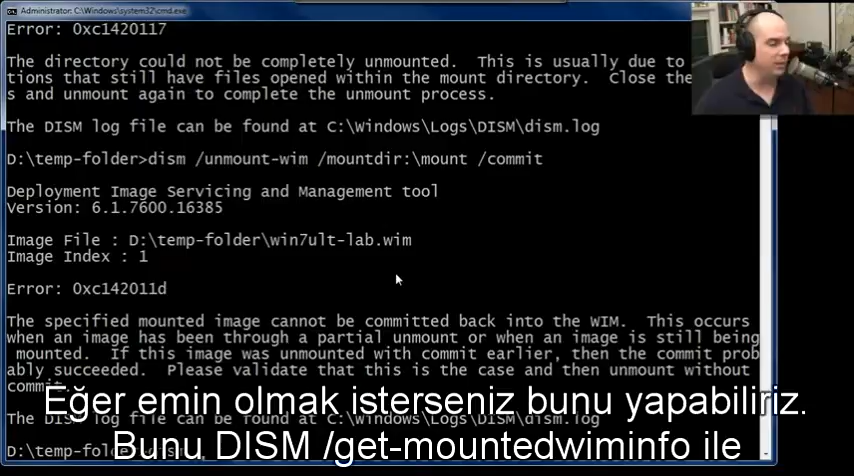 Administrator: C:\Windows\system32\cmd.exe
Error: 0xc1420117
The directory could not be completely unmounted.  This is usually due to
tions that still have files opened within the mount directory.  Close the
s and unmount again to complete the unmount process.
The DISM log file can be found at C:\Windows\Logs\DISM\dism.log
D:\temp-folder>dism /unmount-wim /mountdir:\mount /commit
Deployment Image Servicing and Management tool
Version: 6.1.7600.16385
Image File : D:\temp-folder\win7ult-lab.wim
Image Index : 1
Error: 0xc142011d
The specified mounted image cannot be committed back into the WIM.  This occurs
when an image has been through a partial unmount or when an image is still being
mounted.  If this image was unmounted with commit earlier, then the commit prob
ably succeeded.  Please validate that this is the case and then unmount without
commit.
Eğer emin olmak isterseniz bunu yapabiliriz.
The DISM log file can be found at C:\Windows\Logs\DISM\dism.log
Bunu DISM /get-mountedwiminfo ile
D:\temp-folder>dism